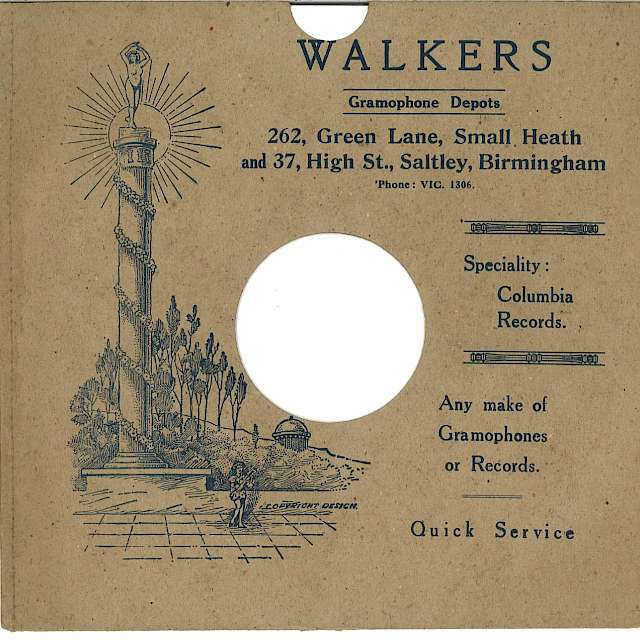 WALKERS
Gramophone Depots
262, Green Lane, Small Heath
and 37, High St., Saltley, Birmingham
'Phone: VIC. 1306.
Speciality:
Columbia
Records.
Any make of
Gramophones
or Records.
Quick Service
COPYRIGHT DESIGN.